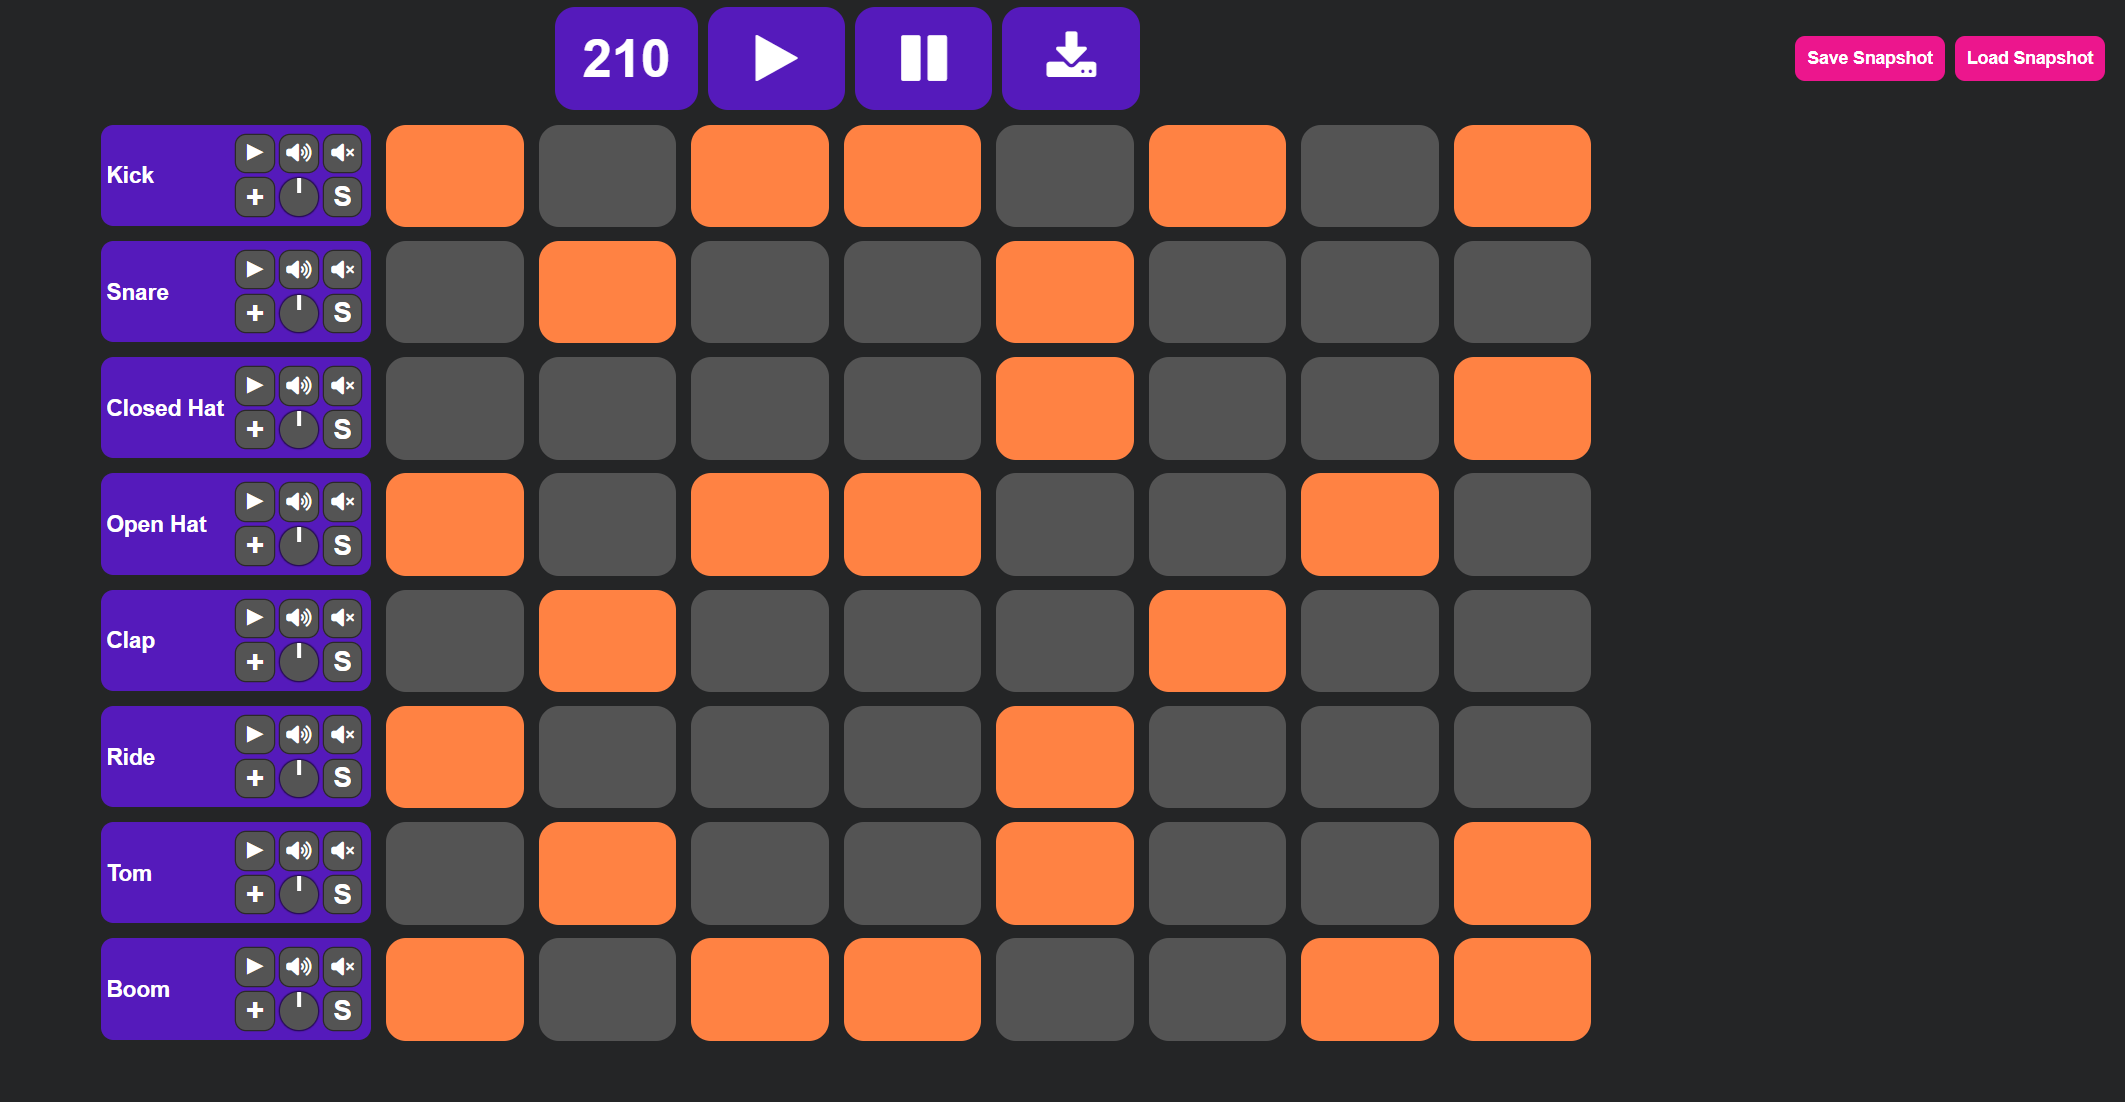 210
Save Snapshot Load Snapshot
Kick
S
Snare
S
Closed Hat
S
Open Hat
S
Clap
S
Ride
S
Tom
S
Boom
S